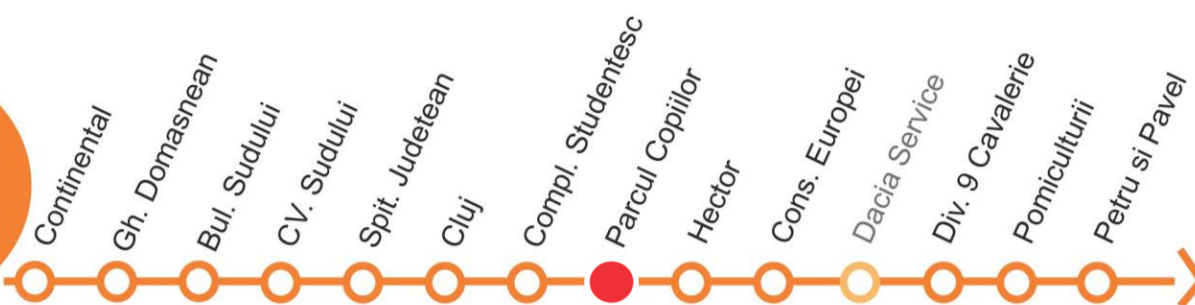 Continental
Gh. Domasnean
Bul. Sudului
CV. Sudului
Spit. Judetean
Cluj
Compl. Studentesc
Parcul Copiilor
Hector
Cons. Europei
Dacia Service
Div. 9 Cavalerie
Pomiculturii
Petru si Pavel